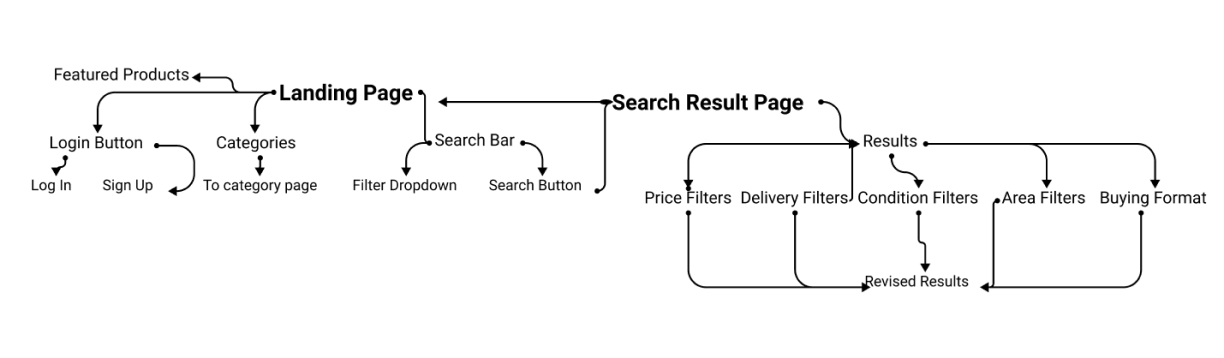 Featured Products
Landing Page
Search Result Page
Login Button
Categories
Search Bar
Results
Log In
Sign Up
To category page
Filter Dropdown
Search Button
Price Filters
Delivery Filters
Condition Filters
Area Filters
Buying Format
Revised Results